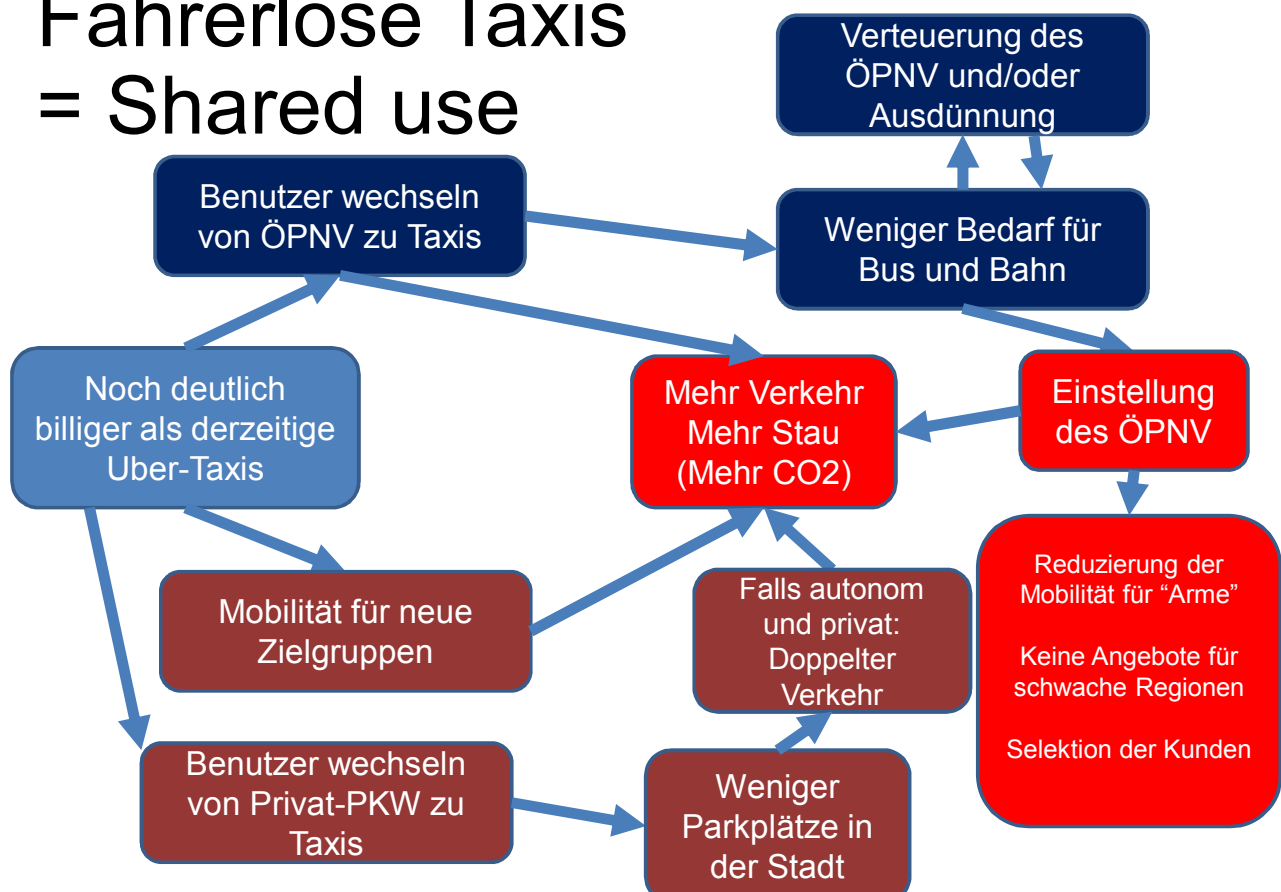 Fahrerlose Taxis
= Shared use
Verteuerung des
ÖPNV und/oder
Ausdünnung
Benutzer wechseln
von ÖPNV zu Taxis
Weniger Bedarf für
Bus und Bahn
Noch deutlich
billiger als derzeitige
Uber-Taxis
Mehr Verkehr
Mehr Stau
(Mehr CO2)
Einstellung
des ÖPNV
Mobilität für neue
Zielgruppen
Falls autonom
und privat:
Doppelter
Verkehr
Reduzierung der
Mobilität für “Arme”
Keine Angebote für
schwache Regionen
Selektion der Kunden
Benutzer wechseln
von Privat-PKW zu
Taxis
Weniger
Parkplätze in
der Stadt